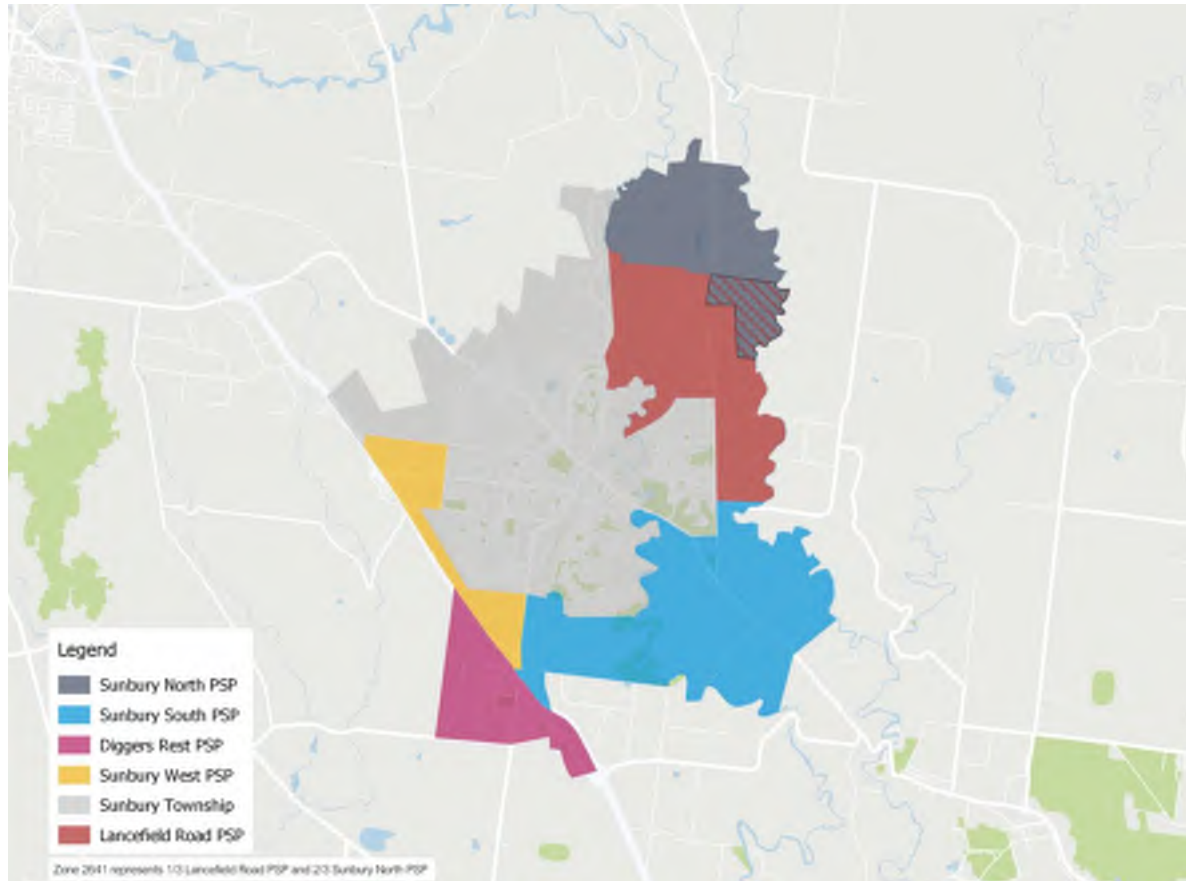 Legend
Sunbury North PSP
Sunbury South PSP
Diggers Rest PSP
Sunbury West PSP
Sunbury Township
Lancefield Road PSP
Zone 2641 represents 1/3 Lancefield Road PSP and 2/3 Sunbury North PSP